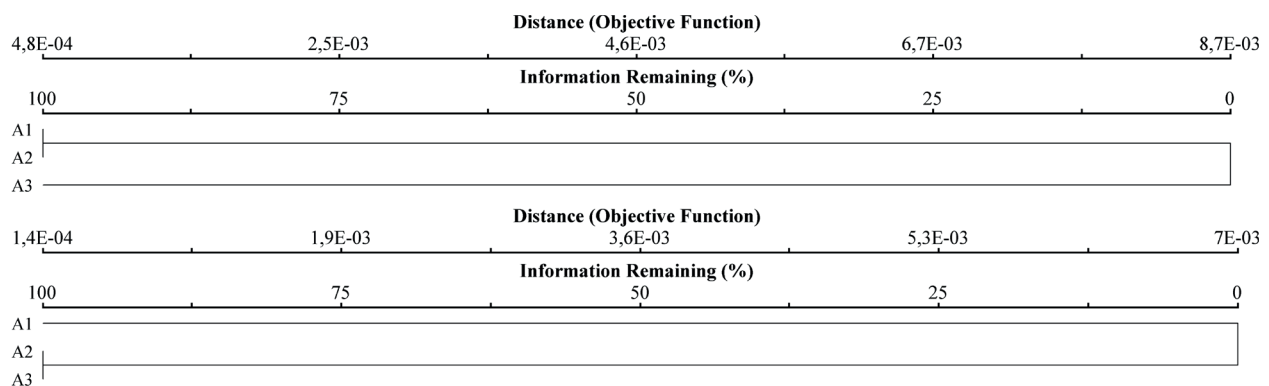 Distance (Objective Function)
4,8E-04 2,5E-03 4,6E-03 6,7E-03 8,7E-03
Information Remaining (%)
100 75 50 25 0
A1
A2
A3
Distance (Objective Function)
1,4E-04 1,9E-03 3,6E-03 5,3E-03 7E-03
Information Remaining (%)
100 75 50 25 0
A1
A2
A3